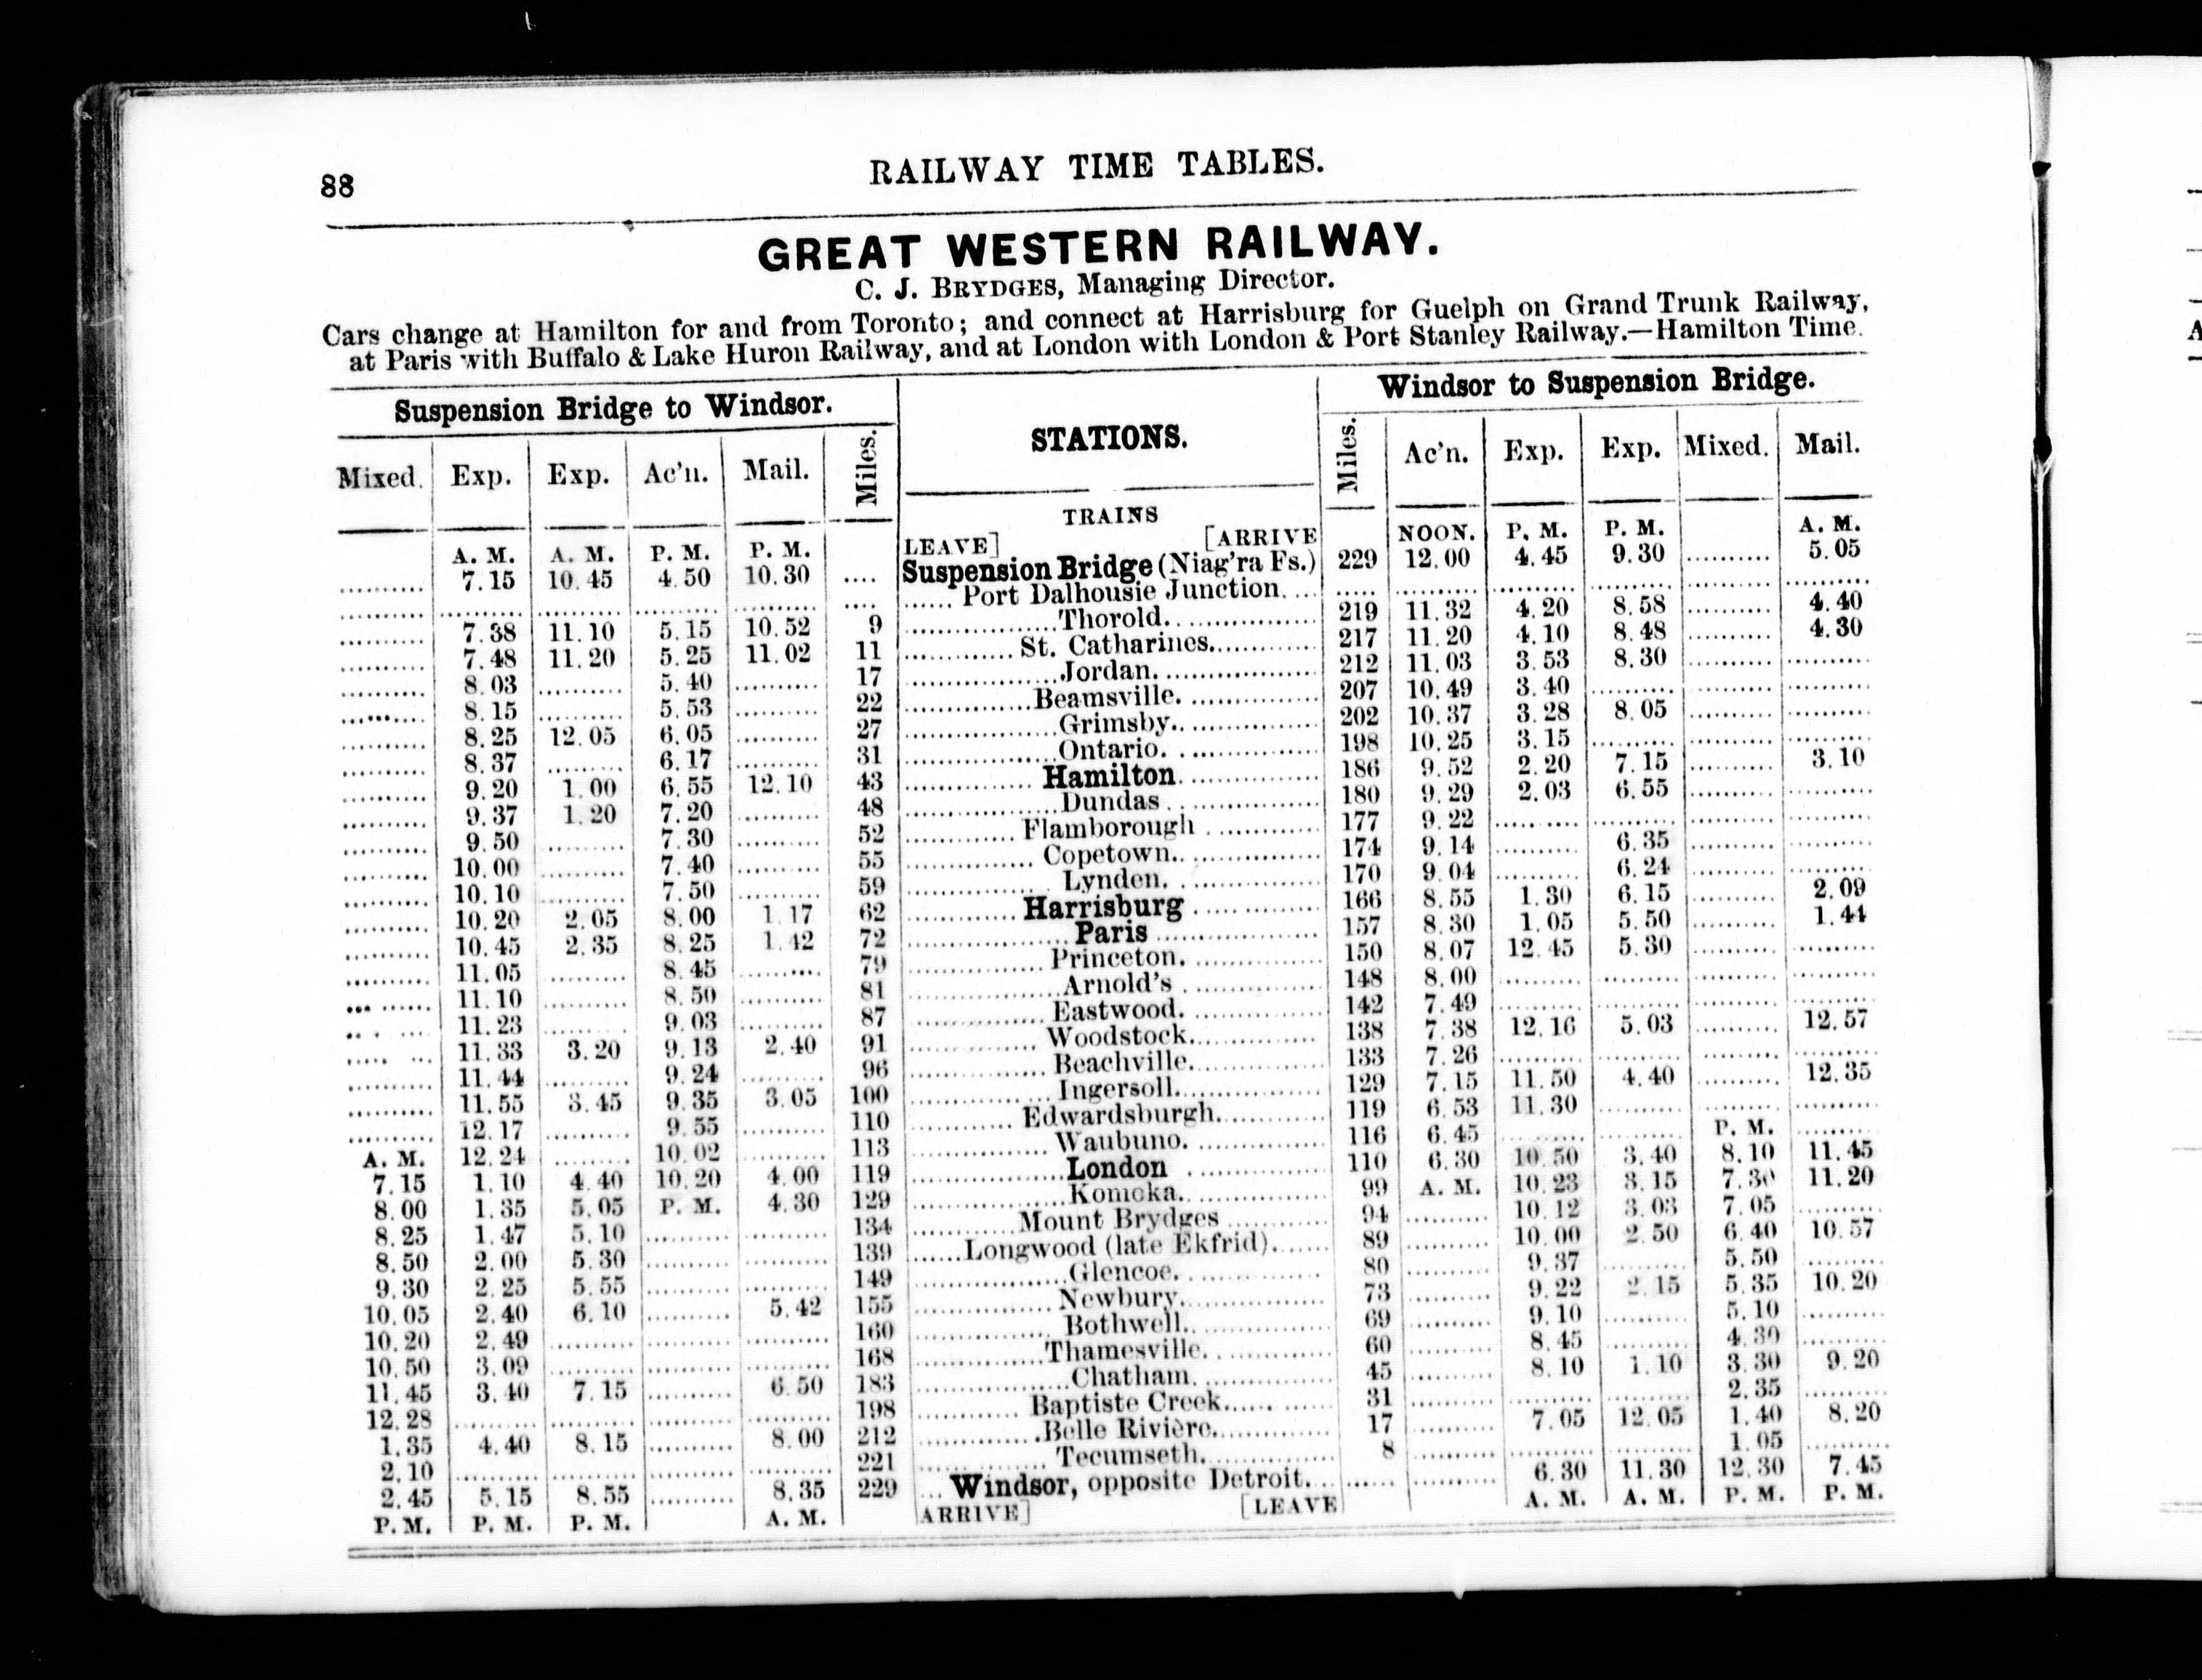 88
RAILWAY TIME TABLES.
GREAT WESTERN RAILWAY.
C. J. BRYDGES, Managing Director.
Cars change at Hamilton for and from Toronto; and connect at Harrisburg for Guelph on Grand Trunk Railway,
at Paris with Buffalo & Lake Huron Railway, and at London with London & Port Stanley Railway.—Hamilton Time.
Suspension Bridge to Windsor. STATIONS. Windsor to Suspension Bridge.
Mixed. Exp. Exp. Ac'n. Mail. Miles. Miles. Ac'n. Exp. Exp. Mixed. Mail.
TRAINS
A. M. A. M. P. M. P. M. LEAVE] [ARRIVE NOON. P. M. P. M. A. M.
.......... 7.15 10.45 4.50 10.30 .... Suspension Bridge (Niag'ra Fs.) 229 12.00 4.45 9.30 .......... 5.05
.......... .......... .......... .......... .......... .... ...... Port Dalhousie Junction. ... ..... .......... .......... .......... .......... ..........
.......... 7.38 11.10 5.15 10.52 9 Thorold. 219 11.32 4.20 8.58 .......... 4.40
.......... 7.48 11.20 5.25 11.02 11 St. Catharines. 217 11.20 4.10 8.48 .......... 4.30
.......... 8.03 .......... 5.40 .......... 17 Jordan. 212 11.03 3.53 8.30 .......... ..........
.......... 8.15 .......... 5.53 .......... 22 Beamsville. 207 10.49 3.40 .......... .......... ..........
.......... 8.25 12.05 6.05 .......... 27 Grimsby. 202 10.37 3.28 8.05 .......... ..........
.......... 8.37 .......... 6.17 .......... 31 Ontario. 198 10.25 3.15 .......... .......... ..........
.......... 9.20 1.00 6.55 12.10 43 Hamilton 186 9.52 2.20 7.15 .......... 3.10
.......... 9.37 1.20 7.20 .......... 48 Dundas 180 9.29 2.03 6.55 .......... ..........
.......... 9.50 .......... 7.30 .......... 52 Flamborough 177 9.22 .......... .......... .......... ..........
.......... 10.00 .......... 7.40 .......... 55 Copetown. 174 9.14 .......... 6.35 .......... ..........
.......... 10.10 .......... 7.50 .......... 59 Lynden. 170 9.04 .......... 6.24 .......... ..........
.......... 10.20 2.05 8.00 1.17 62 Harrisburg 166 8.55 1.30 6.15 .......... 2.09
.......... 10.45 2.35 8.25 1.42 72 Paris 157 8.30 1.05 5.50 .......... 1.44
.......... 11.05 .......... 8.45 .......... 79 Princeton. 150 8.07 12.45 5.30 .......... ..........
.......... 11.10 .......... 8.50 .......... 81 Arnold's 148 8.00 .......... .......... .......... ..........
.......... 11.23 .......... 9.03 .......... 87 Eastwood. 142 7.49 .......... .......... .......... ..........
.......... 11.33 3.20 9.13 2.40 91 Woodstock. 138 7.38 12.16 5.03 .......... 12.57
.......... 11.44 .......... 9.24 .......... 96 Beachville. 133 7.26 .......... .......... .......... ..........
.......... 11.55 3.45 9.35 3.05 100 Ingersoll. 129 7.15 11.50 4.40 .......... 12.35
.......... 12.17 .......... 9.55 .......... 110 Edwardsburgh. 119 6.53 11.30 .......... .......... ..........
A. M. 12.24 .......... 10.02 .......... 113 Waubuno. 116 6.45 .......... .......... P. M. ..........
7.15 1.10 4.40 10.20 4.00 119 London 110 6.30 10.50 3.40 8.10 11.45
8.00 1.35 5.05 P. M. 4.30 129 Komoka. 99 A. M. 10.23 3.15 7.30 11.20
8.25 1.47 5.10 .......... .......... 134 Mount Brydges 94 .......... 10.12 3.03 7.05 ..........
8.50 2.00 5.30 .......... .......... 139 Longwood (late Ekfrid). 89 .......... 10.00 2.50 6.40 10.57
9.30 2.25 5.55 .......... .......... 149 Glencoe. 80 .......... 9.37 .......... 5.50 ..........
10.05 2.40 6.10 .......... 5.42 155 Newbury. 73 .......... 9.22 2.15 5.35 10.20
10.20 2.49 .......... .......... .......... 160 Bothwell. 69 .......... 9.10 .......... 5.10 ..........
10.50 3.09 .......... .......... .......... 168 Thamesville. 60 .......... 8.45 .......... 4.30 ..........
11.45 3.40 7.15 .......... 6.50 183 Chatham. 45 .......... 8.10 1.10 3.30 9.20
12.28 .......... .......... .......... .......... 198 Baptiste Creek. 31 .......... .......... .......... 2.35 ..........
1.35 4.40 8.15 .......... 8.00 212 Belle Rivière. 17 .......... 7.05 12.05 1.40 8.20
2.10 .......... .......... .......... .......... 221 Tecumseth. 8 .......... .......... .......... 1.05 ..........
2.45 5.15 8.55 .......... 8.35 229 ... Windsor, opposite Detroit. ... ...... .......... 6.30 11.30 12.30 7.45
P. M. P. M. P. M. A. M. ARRIVE] [LEAVE A. M. A. M. P. M. P. M.